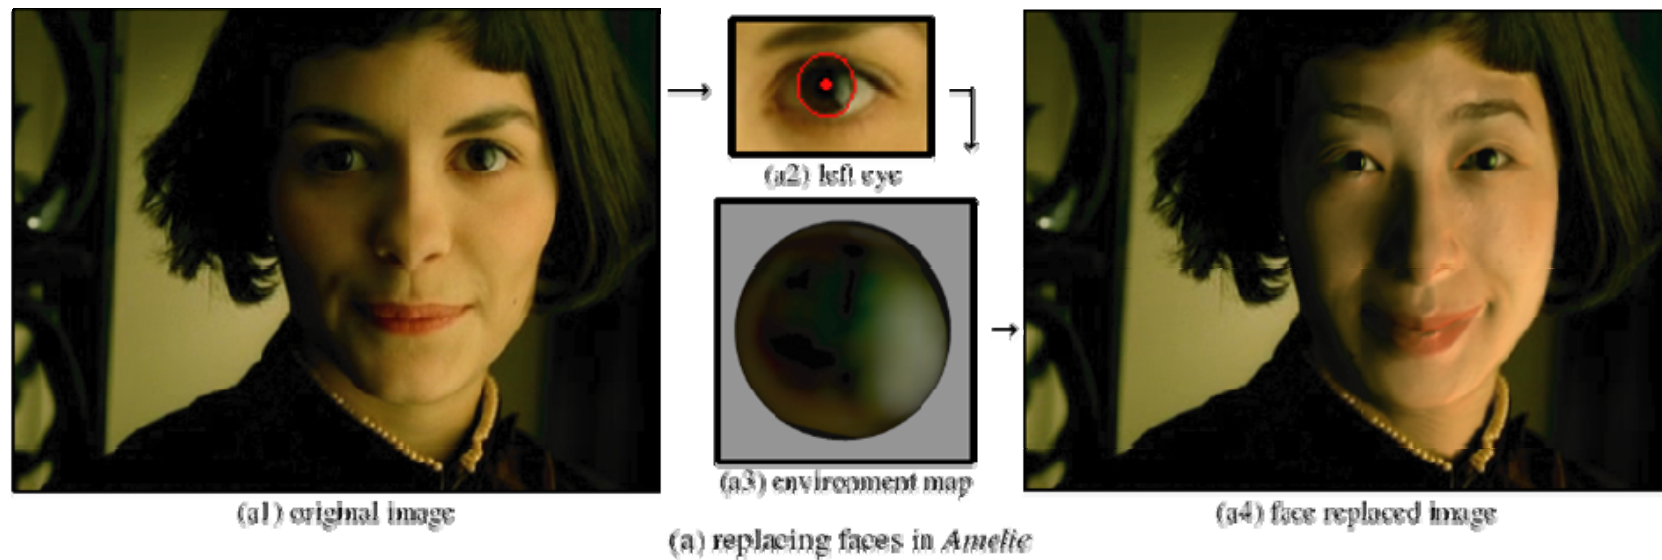 (a2) left eye
(a3) environment map
(a1) original image
(a4) face replaced image
(a) replacing faces in Amelie